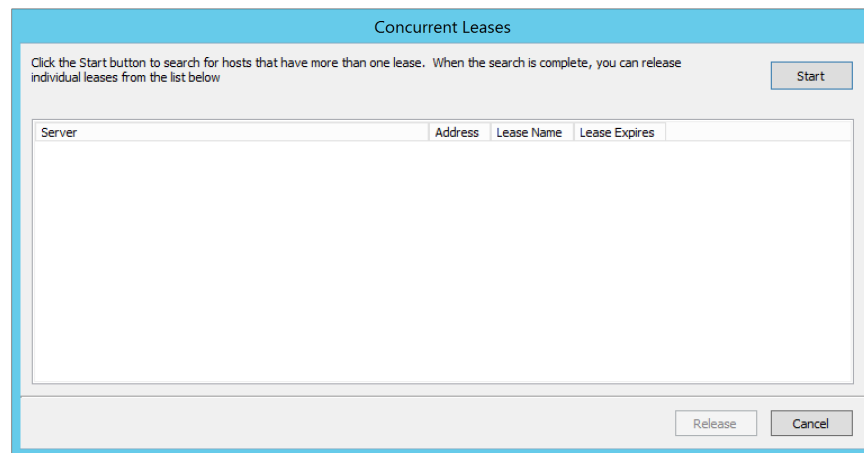 Concurrent Leases
Click the Start button to search for hosts that have more than one lease.  When the search is complete, you can release
individual leases from the list below
Start
Server Address Lease Name Lease Expires
Release Cancel